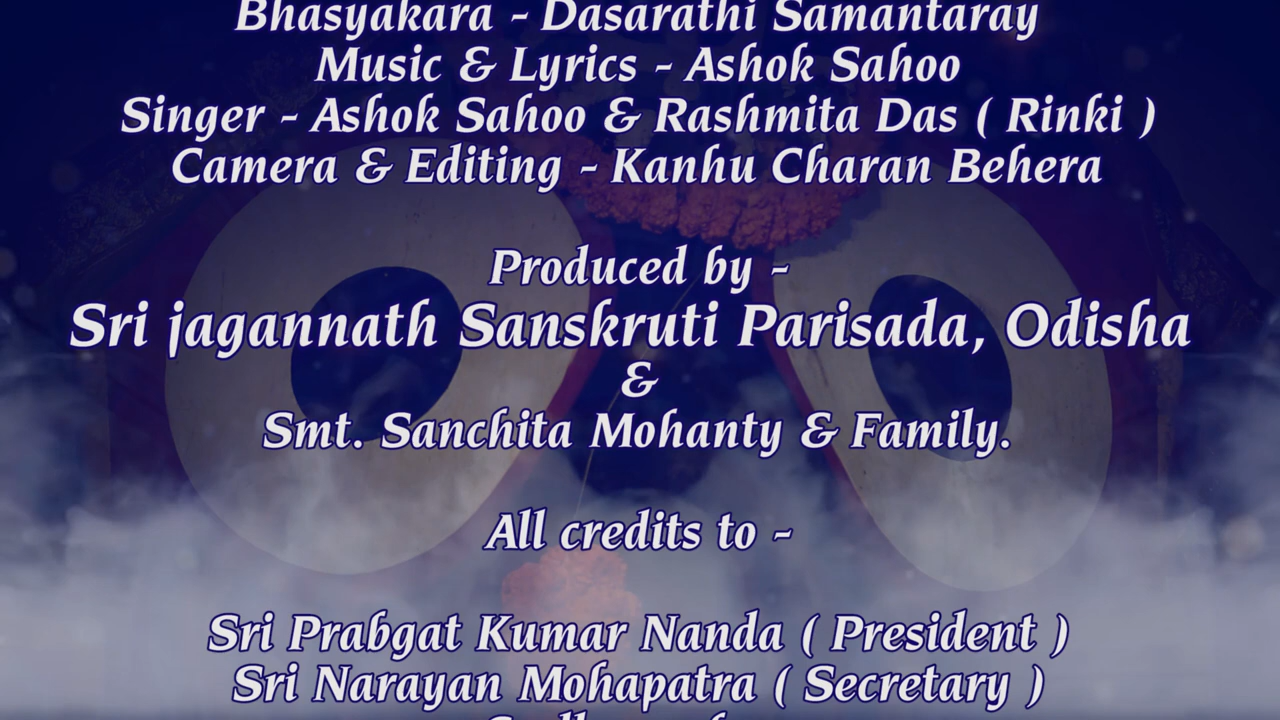 Bhasyakara - Dasarathi Samantaray
Music & Lyrics - Ashok Sahoo
Singer - Ashok Sahoo & Rashmita Das ( Rinki )
Camera & Editing - Kanhu Charan Behera
Produced by -
Sri jagannath Sanskruti Parisada, Odisha
&
Smt. Sanchita Mohanty & Family.
All credits to -
Sri Prabgat Kumar Nanda ( President )
Sri Narayan Mohapatra ( Secretary )